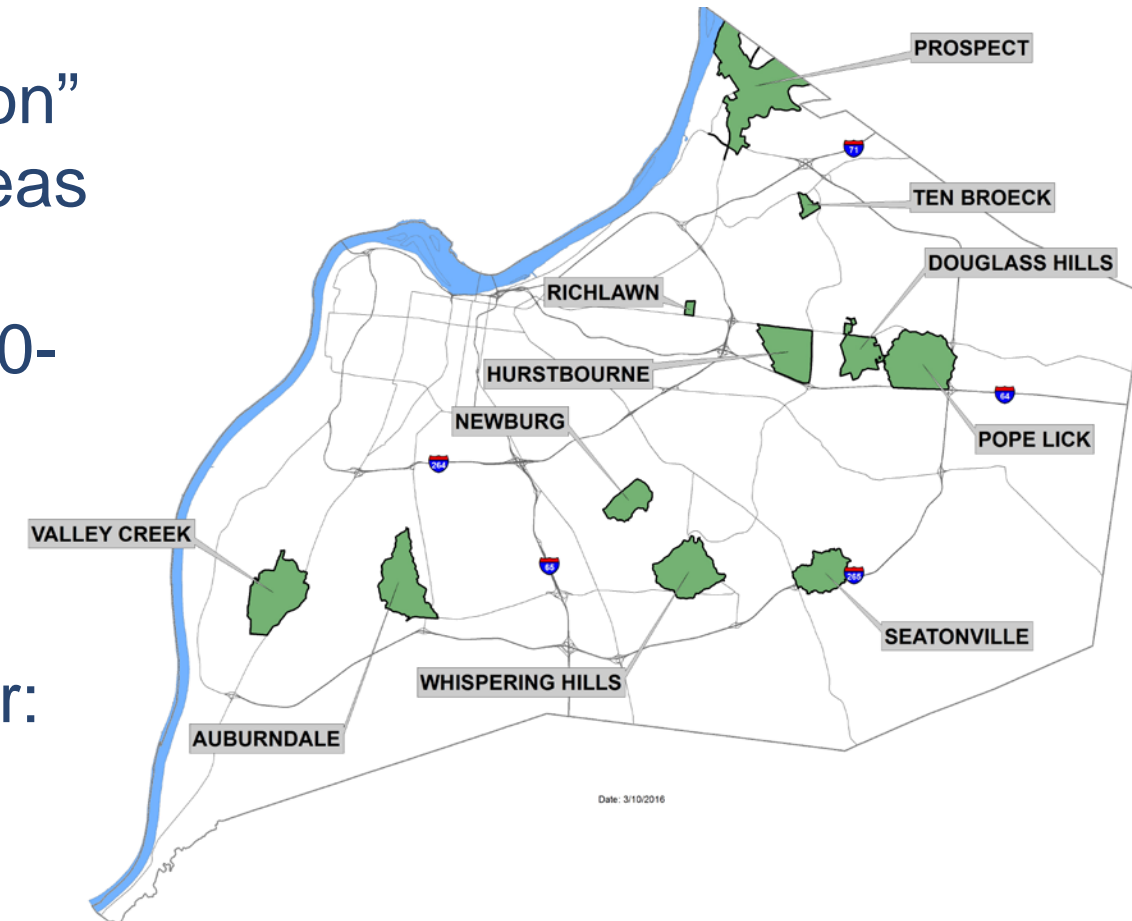 on”
eas
0-
r:
PROSPECT
71
TEN BROECK
DOUGLASS HILLS
RICHLAWN
HURSTBOURNE
64
NEWBURG
POPE LICK
264
VALLEY CREEK
65
265
SEATONVILLE
WHISPERING HILLS
AUBURNDALE
Date: 3/10/2016